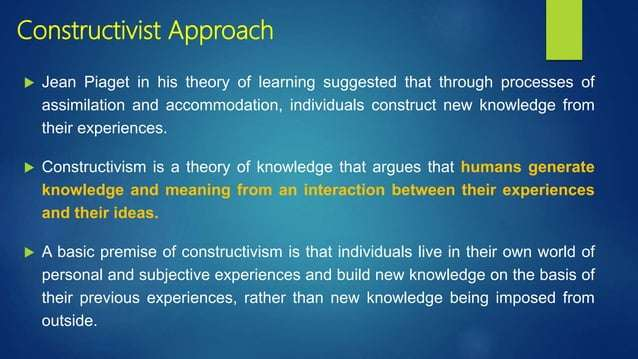 Constructivist Approach
Jean Piaget in his theory of learning suggested that through processes of
assimilation and accommodation, individuals construct new knowledge from
their experiences.
Constructivism is a theory of knowledge that argues that humans generate
knowledge and meaning from an interaction between their experiences
and their ideas.
A basic premise of constructivism is that individuals live in their own world of
personal and subjective experiences and build new knowledge on the basis of
their previous experiences, rather than new knowledge being imposed from
outside.